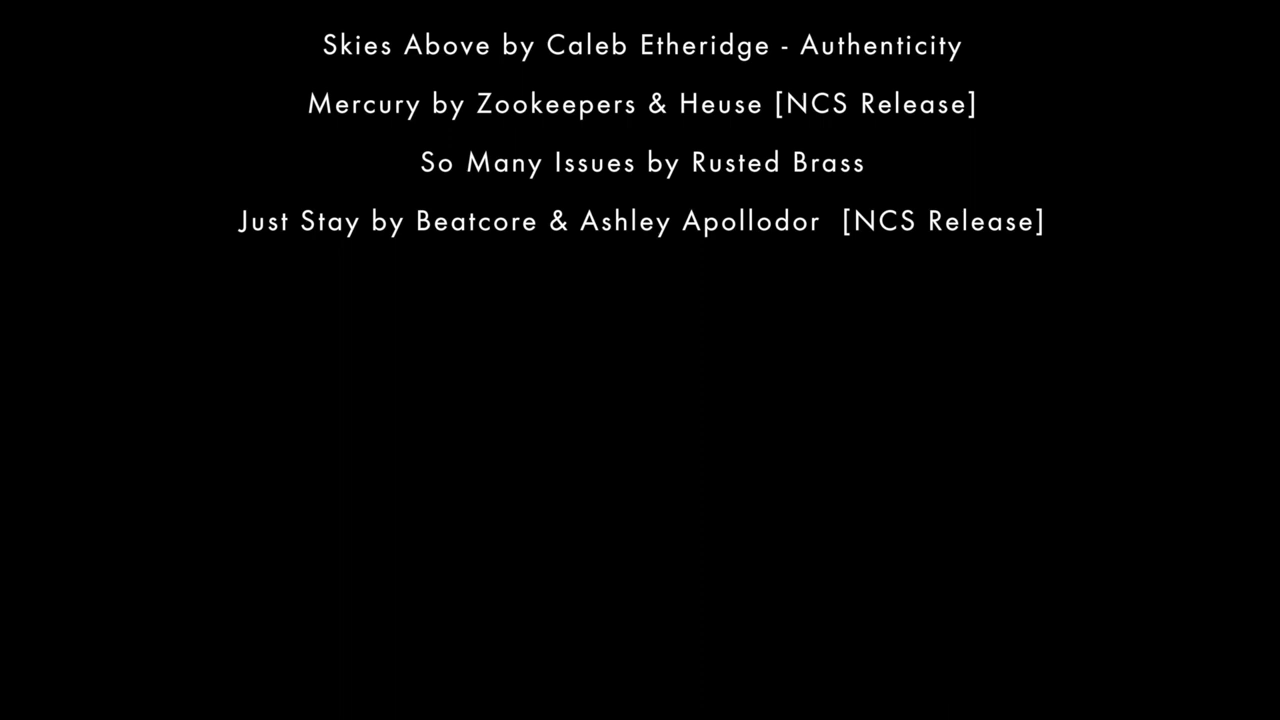 Skies Above by Caleb Etheridge - Authenticity
Mercury by Zookeepers & Heuse [NCS Release]
So Many Issues by Rusted Brass
Just Stay by Beatcore & Ashley Apollodor  [NCS Release]